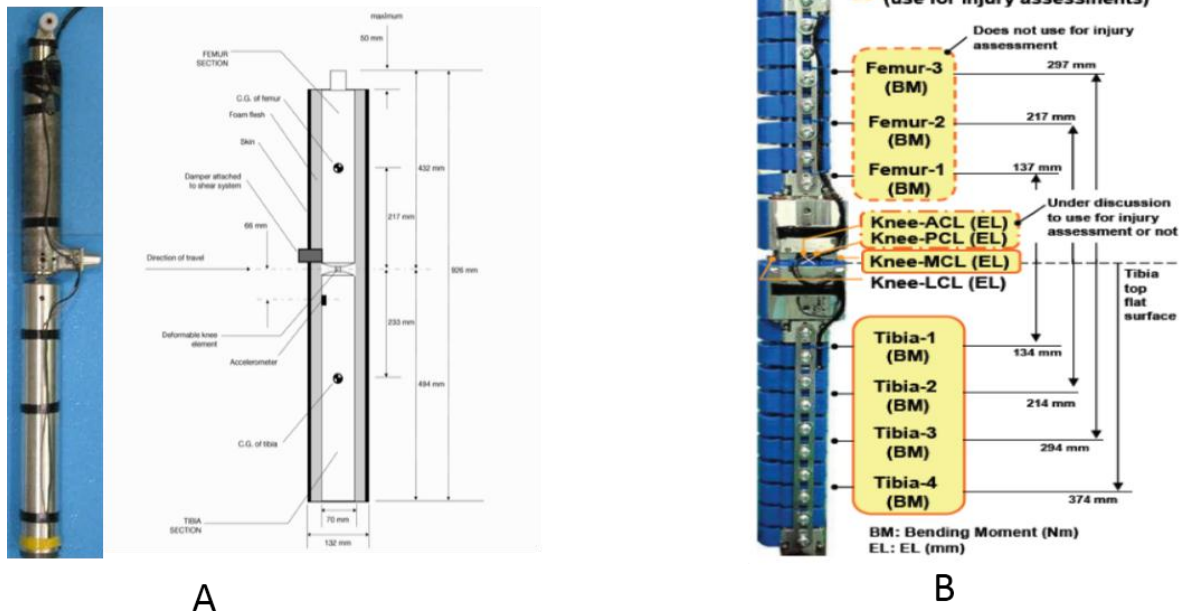 maximum
50 mm
FEMUR
SECTION
C.G. of femur
Foam flesh
Skin
Damper attached
to shear system
66 mm
432 mm
217 mm
Direction of travel
926 mm
233 mm
Deformable knee
element
Accelerometer
494 mm
C.G. of tibia
TIBIA
SECTION
70 mm
132 mm
A
(use for injury assessments)
Does not use for injury
assessment
Femur-3
(BM)
297 mm
Femur-2
(BM)
217 mm
Femur-1
(BM)
137 mm
Under discussion
to use for injury
assessment or not
Knee-ACL (EL)
Knee-PCL (EL)
Knee-MCL (EL)
Knee-LCL (EL)
Tibia
top
flat
surface
Tibia-1
(BM)
134 mm
Tibia-2
(BM)
214 mm
Tibia-3
(BM)
294 mm
Tibia-4
(BM)
374 mm
BM: Bending Moment (Nm)
EL: EL (mm)
B